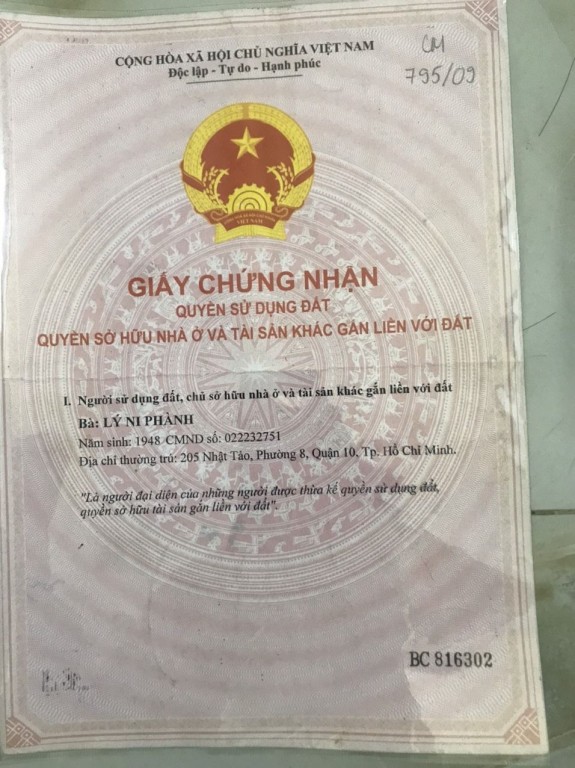 CỘNG HÒA XÃ HỘI CHỦ NGHĨA VIỆT NAM
Độc lập - Tự do - Hạnh phúc
CM
795/09
VIỆT NAM
GIẤY CHỨNG NHẬN
QUYỀN SỬ DỤNG ĐẤT
QUYỀN SỞ HỮU NHÀ Ở VÀ TÀI SẢN KHÁC GẮN LIỀN VỚI ĐẤT
I. Người sử dụng đất, chủ sở hữu nhà ở và tài sản khác gắn liền với đất
Bà: LÝ NI PHÀNH
Năm sinh: 1948 CMND số: 022232751
Địa chỉ thường trú: 205 Nhật Tảo, Phường 8, Quận 10, Tp. Hồ Chí Minh.
"Là người đại diện của những người được thừa kế quyền sử dụng đất,
quyền sở hữu tài sản gắn liền với đất".
BC 816302